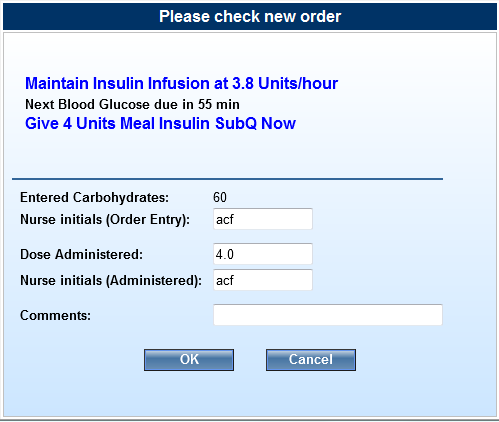 Please check new order
Maintain Insulin Infusion at 3.8 Units/hour
Next Blood Glucose due in 55 min
Give 4 Units Meal Insulin SubQ Now
Entered Carbohydrates: 60
Nurse initials (Order Entry): acf
Dose Administered: 4.0
Nurse initials (Administered): acf
Comments:
OK Cancel